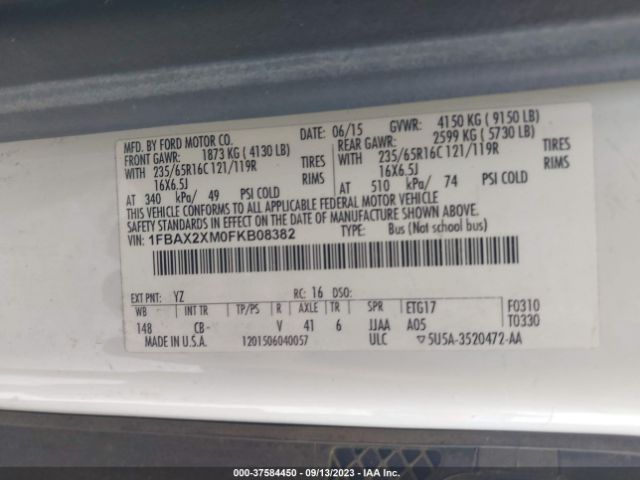 MFD. BY FORD MOTOR CO. DATE: 06/15 GVWR: 4150 KG ( 9150 LB)
FRONT GAWR: 1873 KG ( 4130 LB) REAR GAWR: 2599 KG ( 5730 LB)
WITH 235/65R16C 121/119R TIRES WITH 235/65R16C 121/119R TIRES
16X6.5J RIMS 16X6.5J RIMS
AT 340 kPa/ 49 PSI COLD AT 510 kPa/ 74 PSI COLD
THIS VEHICLE CONFORMS TO ALL APPLICABLE FEDERAL MOTOR VEHICLE
SAFETY STANDARDS IN EFFECT ON THE DATE OF MANUFACTURE SHOWN ABOVE.
VIN: 1FBAX2XM0FKB08382 TYPE: Bus (Not School Bus)
EXT PNT: YZ RC: 16 DSO:
WB INT TR TP/PS R AXLE TR SPR ETG17 F0310
148 CB- V 41 6 JJAA A05 T0330
MADE IN U.S.A. 1201506040057 ULC ▽5U5A-3520472-AA
000-37584450 - 09/13/2023 - IAA Inc.